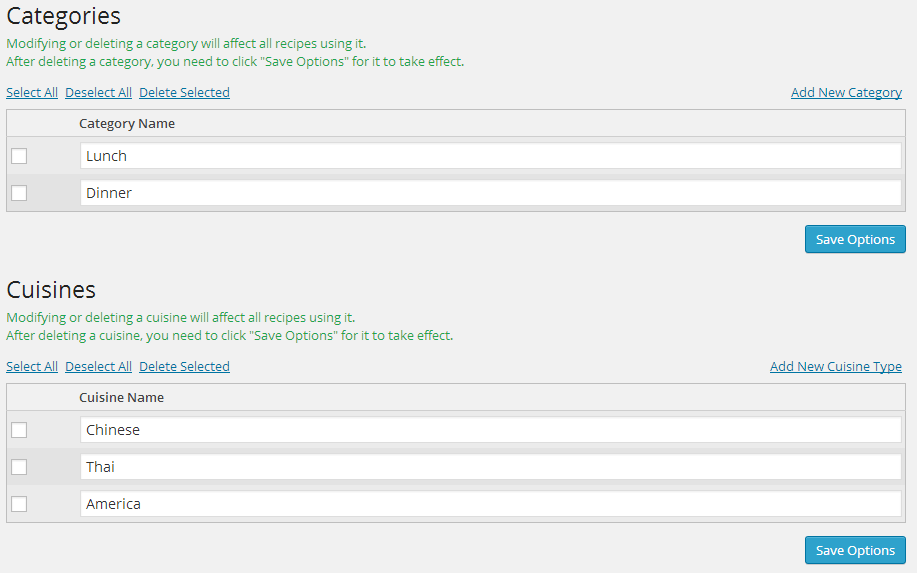 Categories
Modifying or deleting a category will affect all recipes using it.
After deleting a category, you need to click "Save Options" for it to take effect.
Select All Deselect All Delete Selected Add New Category
Category Name
Lunch
Dinner
Save Options
Cuisines
Modifying or deleting a cuisine will affect all recipes using it.
After deleting a cuisine, you need to click "Save Options" for it to take effect.
Select All Deselect All Delete Selected Add New Cuisine Type
Cuisine Name
Chinese
Thai
America
Save Options